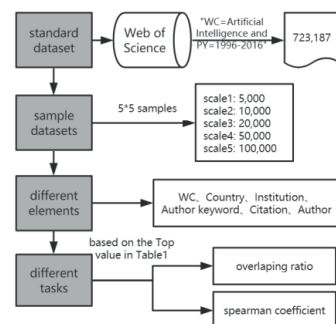 standard
dataset
Web of
Science
"WC=Artificial
Intelligence and
PY=1996-2016"
723,187
sample
datasets
5*5 samples
scale1: 5,000
scale2: 10,000
scale3: 20,000
scale4: 50,000
scale5: 100,000
different
elements
WC、Country、Institution、
Author keyword、Citation、Author
different
tasks
based on the Top
value in Table1
overlaping ratio
spearman coefficient